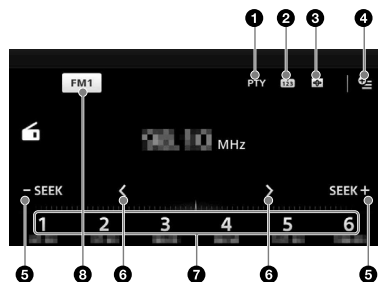 1 2 3 4
FM1 PTY 123
MHz
– SEEK SEEK +
1 2 3 4 5 6
5 8 6 7 6 5